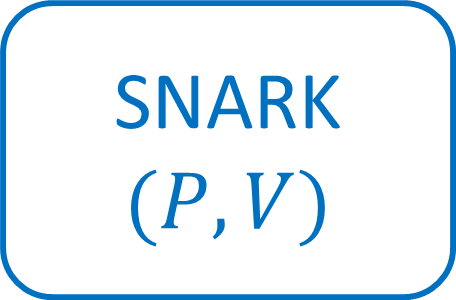 SNARK
(P, V)